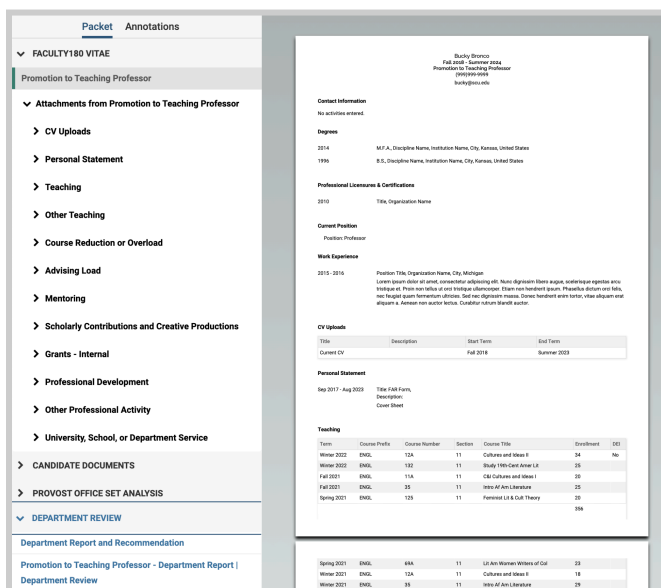 Packet Annotations
FACULTY180 VITAE
Promotion to Teaching Professor
Attachments from Promotion to Teaching Professor
CV Uploads
Personal Statement
Teaching
Other Teaching
Course Reduction or Overload
Advising Load
Mentoring
Scholarly Contributions and Creative Productions
Grants - Internal
Professional Development
Other Professional Activity
University, School, or Department Service
CANDIDATE DOCUMENTS
PROVOST OFFICE SET ANALYSIS
DEPARTMENT REVIEW
Department Report and Recommendation
Promotion to Teaching Professor - Department Report |
Department Review
Bucky Bronco
Fall 2018 - Summer 2024
Promotion to Teaching Professor
(999)999-9999
bucky@scu.edu
Contact Information
No activities entered.
Degrees
2014 M.F.A., Discipline Name, Institution Name, City, Kansas, United States
1996 B.S., Discipline Name, Institution Name, City, Kansas, United States
Professional Licensures & Certifications
2010 Title, Organization Name
Current Position
Position: Professor
Work Experience
2015 - 2016 Position Title, Organization Name, City, Michigan
Lorem ipsum dolor sit amet, consectetur adipiscing elit. Nunc dignissim libero augue, scelerisque egestas arcu
tristique et. Proin non tellus ut orci tristique ullamcorper. Etiam non hendrerit ipsum. Phasellus dictum orci felis,
nec feugiat quam fermentum ultricies. Sed nec dignissim massa. Donec hendrerit enim tortor, vitae aliquam erat
aliquam a. Aenean non auctor lectus. Curabitur rutrum blandit auctor.
CV Uploads
Title Description Start Term End Term
Current CV Fall 2018 Summer 2023
Personal Statement
Sep 2017 - Aug 2023 Title: FAR Form,
Description:
Cover Sheet
Teaching
Term Course Prefix Course Number Section Course Title Enrollment DEI
Winter 2022 ENGL 12A 11 Cultures and Ideas II 34 No
Winter 2022 ENGL 132 11 Study 19th-Cent Amer Lit 25
Fall 2021 ENGL 11A 11 C&I Cultures and Ideas I 20
Fall 2021 ENGL 35 11 Intro Af Am Literature 25
Spring 2021 ENGL 125 11 Feminist Lit & Cult Theory 20
356
Spring 2021 ENGL 69A 11 Lit Am Women Writers of Col 23
Winter 2021 ENGL 12A 11 Cultures and Ideas II 18
Winter 2021 ENGL 35 11 Intro Af Am Literature 29